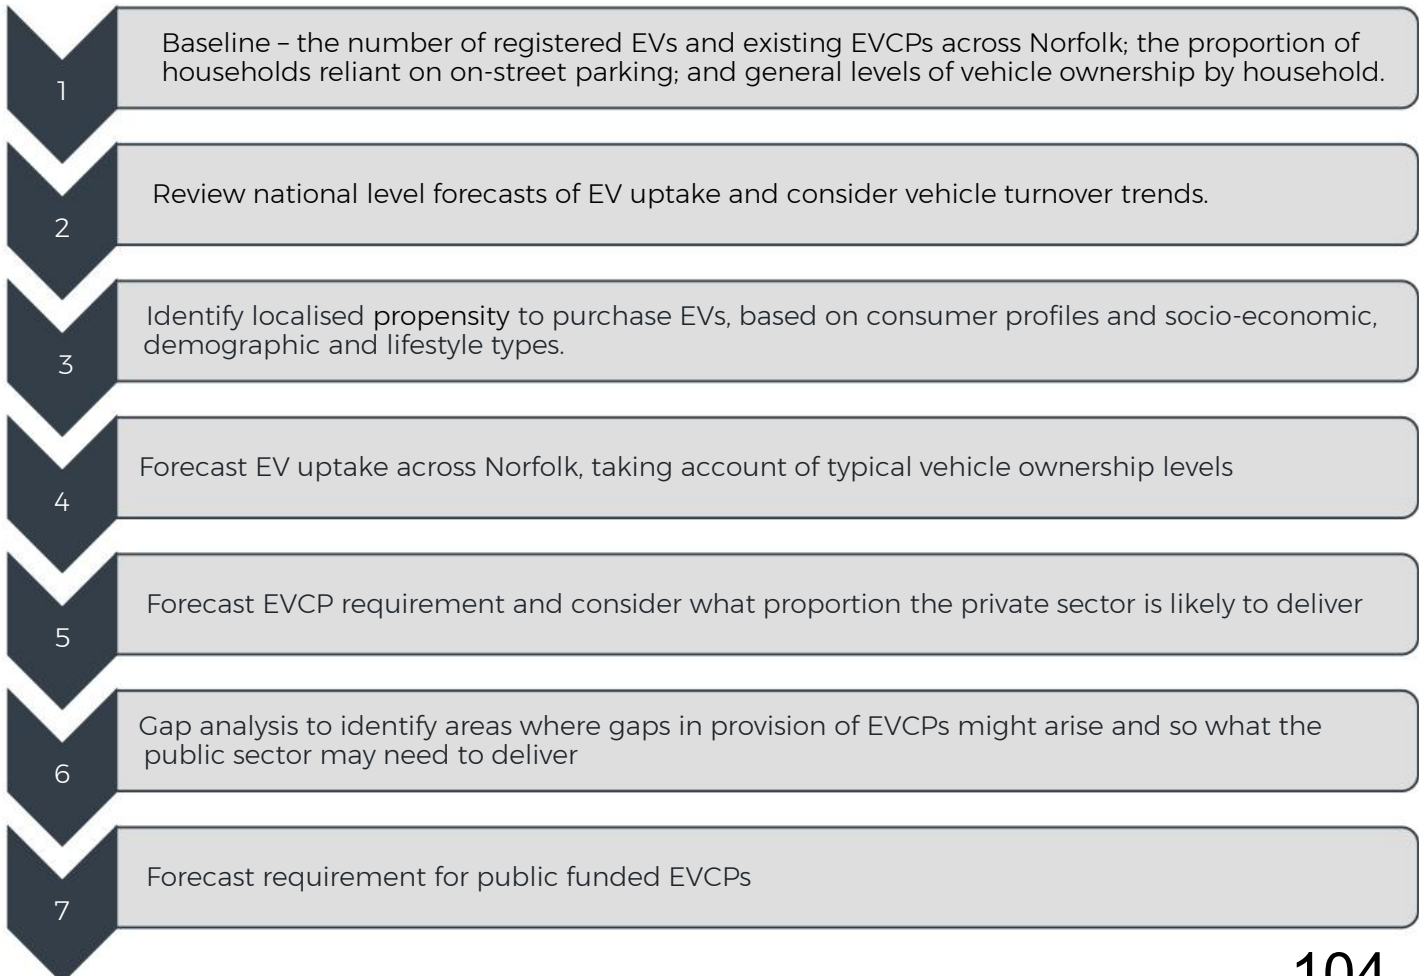 Baseline – the number of registered EVs and existing EVCPs across Norfolk; the proportion of
households reliant on on-street parking; and general levels of vehicle ownership by household.
1
Review national level forecasts of EV uptake and consider vehicle turnover trends.
2
Identify localised propensity to purchase EVs, based on consumer profiles and socio-economic,
demographic and lifestyle types.
3
Forecast EV uptake across Norfolk, taking account of typical vehicle ownership levels
4
Forecast EVCP requirement and consider what proportion the private sector is likely to deliver
5
Gap analysis to identify areas where gaps in provision of EVCPs might arise and so what the
public sector may need to deliver
6
Forecast requirement for public funded EVCPs
7
104